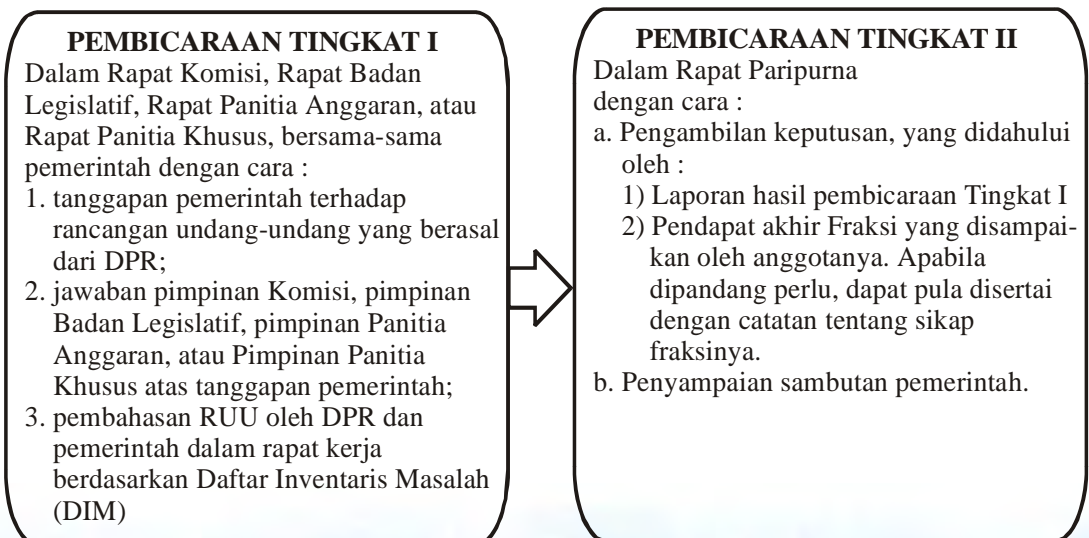 PEMBICARAAN TINGKAT I
Dalam Rapat Komisi, Rapat Badan
Legislatif, Rapat Panitia Anggaran, atau
Rapat Panitia Khusus, bersama-sama
pemerintah dengan cara :
1. tanggapan pemerintah terhadap
rancangan undang-undang yang berasal
dari DPR;
2. jawaban pimpinan Komisi, pimpinan
Badan Legislatif, pimpinan Panitia
Anggaran, atau Pimpinan Panitia
Khusus atas tanggapan pemerintah;
3. pembahasan RUU oleh DPR dan
pemerintah dalam rapat kerja
berdasarkan Daftar Inventaris Masalah
(DIM)
PEMBICARAAN TINGKAT II
Dalam Rapat Paripurna
dengan cara :
a. Pengambilan keputusan, yang didahului
oleh :
1) Laporan hasil pembicaraan Tingkat I
2) Pendapat akhir Fraksi yang disampai-
kan oleh anggotanya. Apabila
dipandang perlu, dapat pula disertai
dengan catatan tentang sikap
fraksinya.
b. Penyampaian sambutan pemerintah.